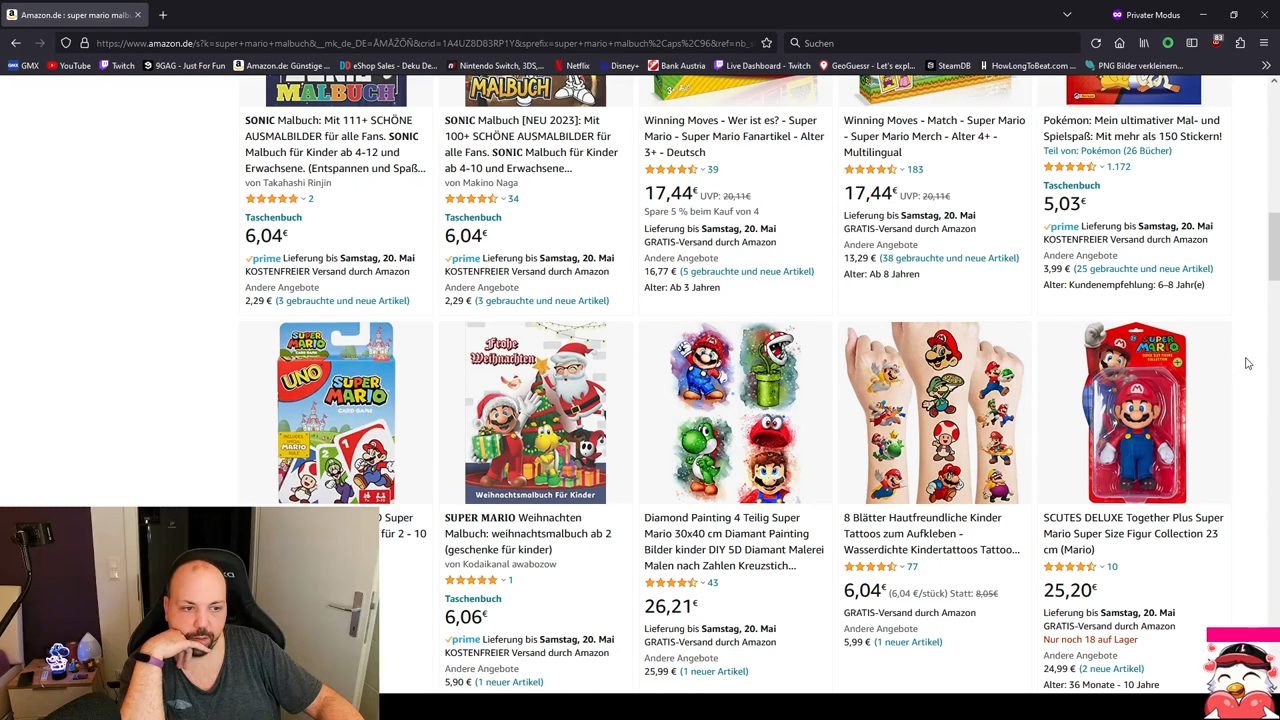 Amazon.de : super mario malb
Privater Modus
https://www.amazon.de/s?k=super+mario+malbuch&__mk_de_DE=ÅMÅŽÕÑ&crid=1A4UZ8D83RP1Y&sprefix=super+mario+malbuch%2Caps%2C96&ref=nb_s
Suchen
83
GMX YouTube Twitch 9GAG - Just For Fun Amazon.de: Günstige ... eShop Sales - Deku De... Nintendo Switch, 3DS,... Netflix Disney+ Bank Austria Live Dashboard - Twitch GeoGuessr - Let's expl... SteamDB HowLongToBeat.com ... PNG Bilder verkleinern...
MALBUCH
MALBUCH
SONIC Malbuch: Mit 111+ SCHÖNE
AUSMALBILDER für alle Fans. SONIC
Malbuch für Kinder ab 4-12 und
Erwachsene. (Entspannen und Spaß...
von Takahashi Rinjin
2
Taschenbuch
6,04€
prime Lieferung bis Samstag, 20. Mai
KOSTENFREIER Versand durch Amazon
Andere Angebote
2,29 € (3 gebrauchte und neue Artikel)
SONIC Malbuch [NEU 2023]: Mit
100+ SCHÖNE AUSMALBILDER für
alle Fans. SONIC Malbuch für Kinder
ab 4-10 und Erwachsene...
von Makino Naga
34
Taschenbuch
6,04€
prime Lieferung bis Samstag, 20. Mai
KOSTENFREIER Versand durch Amazon
Andere Angebote
2,29 € (3 gebrauchte und neue Artikel)
Winning Moves - Wer ist es? - Super
Mario - Super Mario Fanartikel - Alter
3+ - Deutsch
39
17,44€ UVP: 20,11€
Spare 5 % beim Kauf von 4
Lieferung bis Samstag, 20. Mai
GRATIS-Versand durch Amazon
Andere Angebote
16,77 € (5 gebrauchte und neue Artikel)
Alter: Ab 3 Jahren
Winning Moves - Match - Super Mario
- Super Mario Merch - Alter 4+ -
Multilingual
183
17,44€ UVP: 20,11€
Lieferung bis Samstag, 20. Mai
GRATIS-Versand durch Amazon
Andere Angebote
13,29 € (38 gebrauchte und neue Artikel)
Alter: Ab 8 Jahren
Pokémon: Mein ultimativer Mal- und
Spielspaß: Mit mehr als 150 Stickern!
Teil von: Pokémon (26 Bücher)
1.172
Taschenbuch
5,03€
prime Lieferung bis Samstag, 20. Mai
KOSTENFREIER Versand durch Amazon
Andere Angebote
3,99 € (25 gebrauchte und neue Artikel)
Alter: Kundenempfehlung: 6–8 Jahr(e)
SUPER
MARIO
CARD GAME
UNO
SUPER
MARIO
CARD GAME
Super
für 2 - 10
Frohe
Weihnachten
Weihnachtsmalbuch Für Kinder
SUPER MARIO Weihnachten
Malbuch: weihnachtsmalbuch ab 2
(geschenke für kinder)
von Kodaikanal awabozow
1
Taschenbuch
6,06€
prime Lieferung bis Samstag, 20. Mai
KOSTENFREIER Versand durch Amazon
Andere Angebote
5,90 € (1 neuer Artikel)
Diamond Painting 4 Teilig Super
Mario 30x40 cm Diamant Painting
Bilder kinder DIY 5D Diamant Malerei
Malen nach Zahlen Kreuzstich...
43
26,21€
Lieferung bis Samstag, 20. Mai
GRATIS-Versand durch Amazon
Andere Angebote
25,99 € (1 neuer Artikel)
8 Blätter Hautfreundliche Kinder
Tattoos zum Aufkleben -
Wasserdichte Kindertattoos Tattoo...
77
6,04€ (6,04 €/stück) Statt: 8,05€
GRATIS-Versand durch Amazon
Andere Angebote
5,99 € (1 neuer Artikel)
SUPER
MARIO
SCUTES DELUXE Together Plus Super
Mario Super Size Figur Collection 23
cm (Mario)
10
25,20€
Lieferung bis Samstag, 20. Mai
GRATIS-Versand durch Amazon
Nur noch 18 auf Lager
Andere Angebote
24,99 € (2 neue Artikel)
Alter: 36 Monate - 10 Jahre